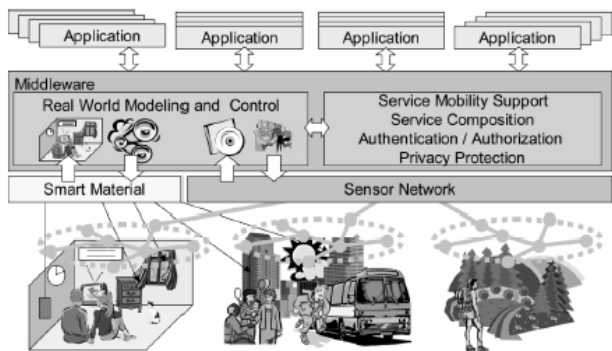 Application Application Application Application
Middleware
Real World Modeling and Control
Service Mobility Support
Service Composition
Authentication / Authorization
Privacy Protection
Smart Material
Sensor Network